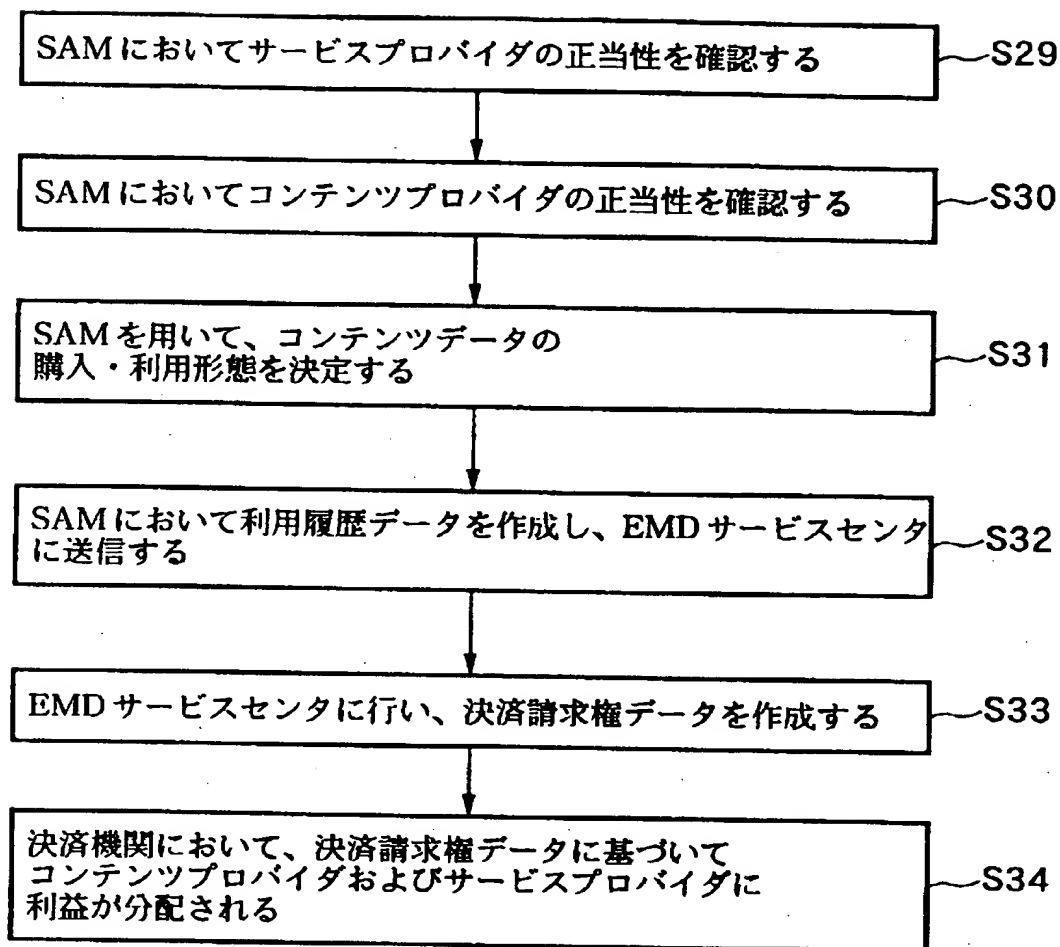 SAMにおいてサービスプロバイダの正当性を確認する
S29
SAMにおいてコンテンツプロバイダの正当性を確認する
S30
SAMを用いて、コンテンツデータの
購入・利用形態を決定する
S31
SAMにおいて利用履歴データを作成し、EMDサービスセンタ
に送信する
S32
EMDサービスセンタに行い、決済請求権データを作成する
S33
決済機関において、決済請求権データに基づいて
コンテンツプロバイダおよびサービスプロバイダに
利益が分配される
S34